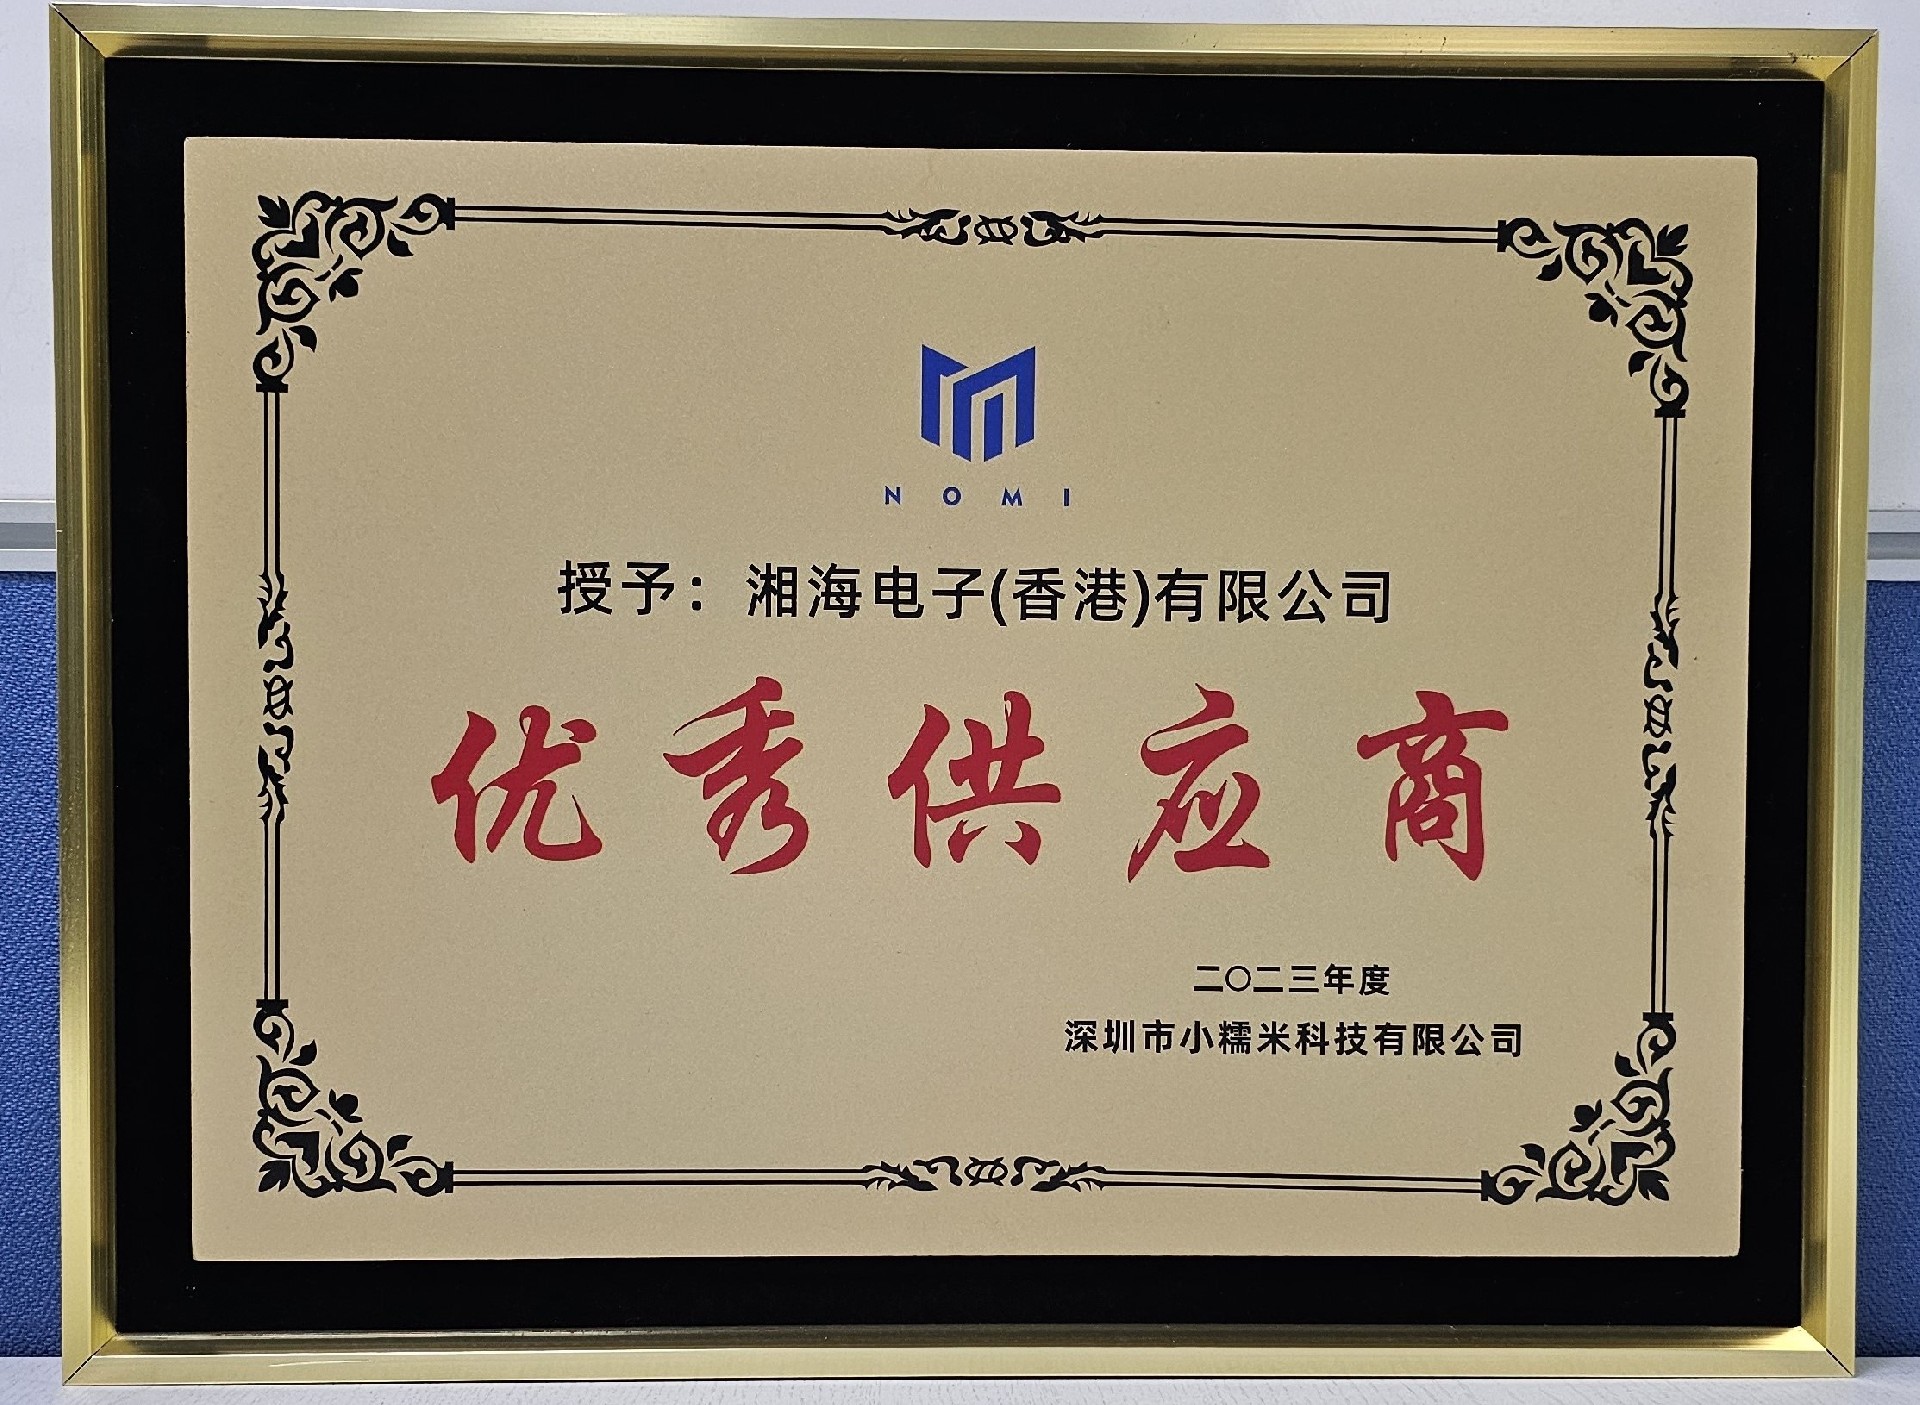 NOMI
授予：湘海电子(香港)有限公司
优秀供应商
二〇二三年度
深圳市小糯米科技有限公司